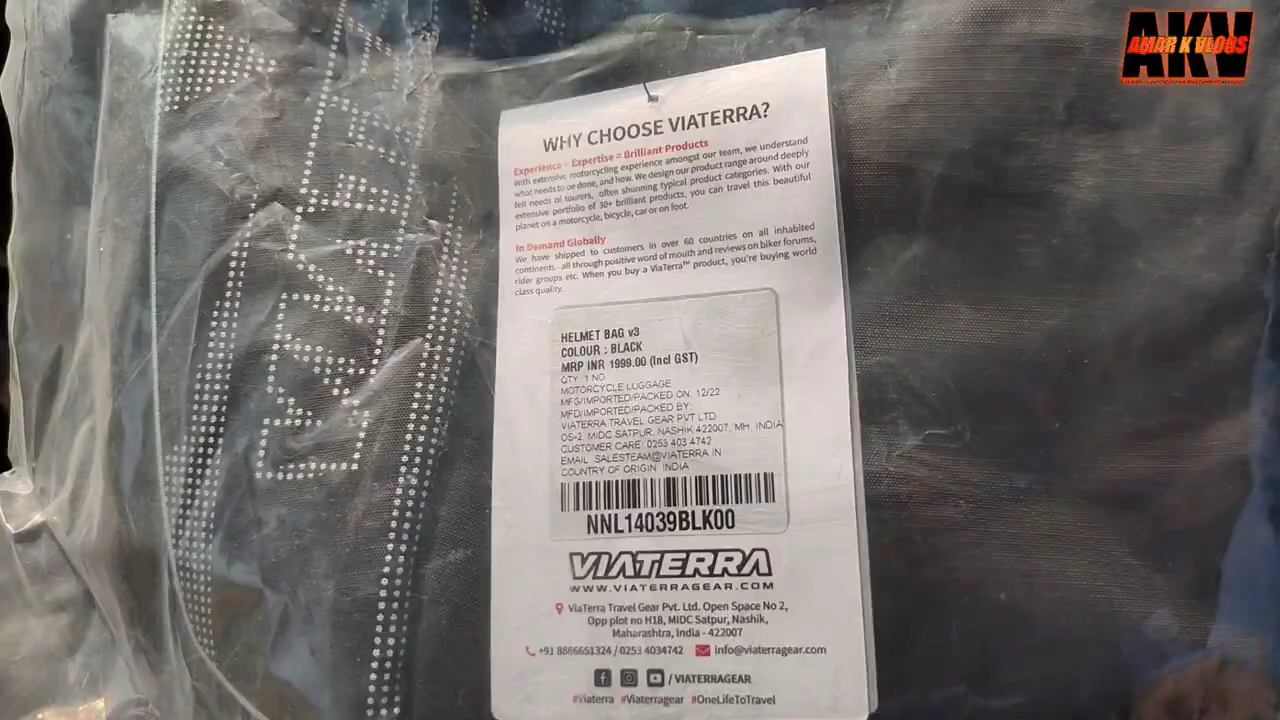 AKV
AMAR K VLOGS
VIATERRA
WHY CHOOSE VIATERRA?
Experience + Expertise = Brilliant Products
With extensive motorcycling experience amongst our team, we understand
what needs to be done, and how. We design our product range around deeply
felt needs of tourers, often shunning typical product categories. With our
extensive portfolio of 30+ brilliant products, you can travel this beautiful
planet on a motorcycle, bicycle, car or on foot.
In Demand Globally
We have shipped to customers in over 60 countries on all inhabited
continents - all through positive word of mouth and reviews on biker forums,
rider groups etc. When you buy a ViaTerra™ product, you're buying world
class quality.
HELMET BAG v3
COLOUR : BLACK
MRP INR 1999.00 (Incl GST)
QTY 1 NO
MOTORCYCLE LUGGAGE
MFG/IMPORTED/PACKED ON: 12/22
MFD/IMPORTED/PACKED BY:
VIATERRA TRAVEL GEAR PVT LTD
OS-2, MIDC SATPUR, NASHIK 422007, MH, INDIA
CUSTOMER CARE: 0253 403 4742
EMAIL SALESTEAM@VIATERRA IN
COUNTRY OF ORIGIN INDIA
NNL14039BLK00
VIATERRA
WWW.VIATERRAGEAR.COM
ViaTerra Travel Gear Pvt. Ltd. Open Space No 2,
Opp plot no H18, MIDC Satpur, Nashik,
Maharashtra, India - 422007
+91 8886651324 / 0253 4034742 info@viaterragear.com
/ VIATERRAGEAR
#Viaterra #Viaterragear #OneLifeToTravel